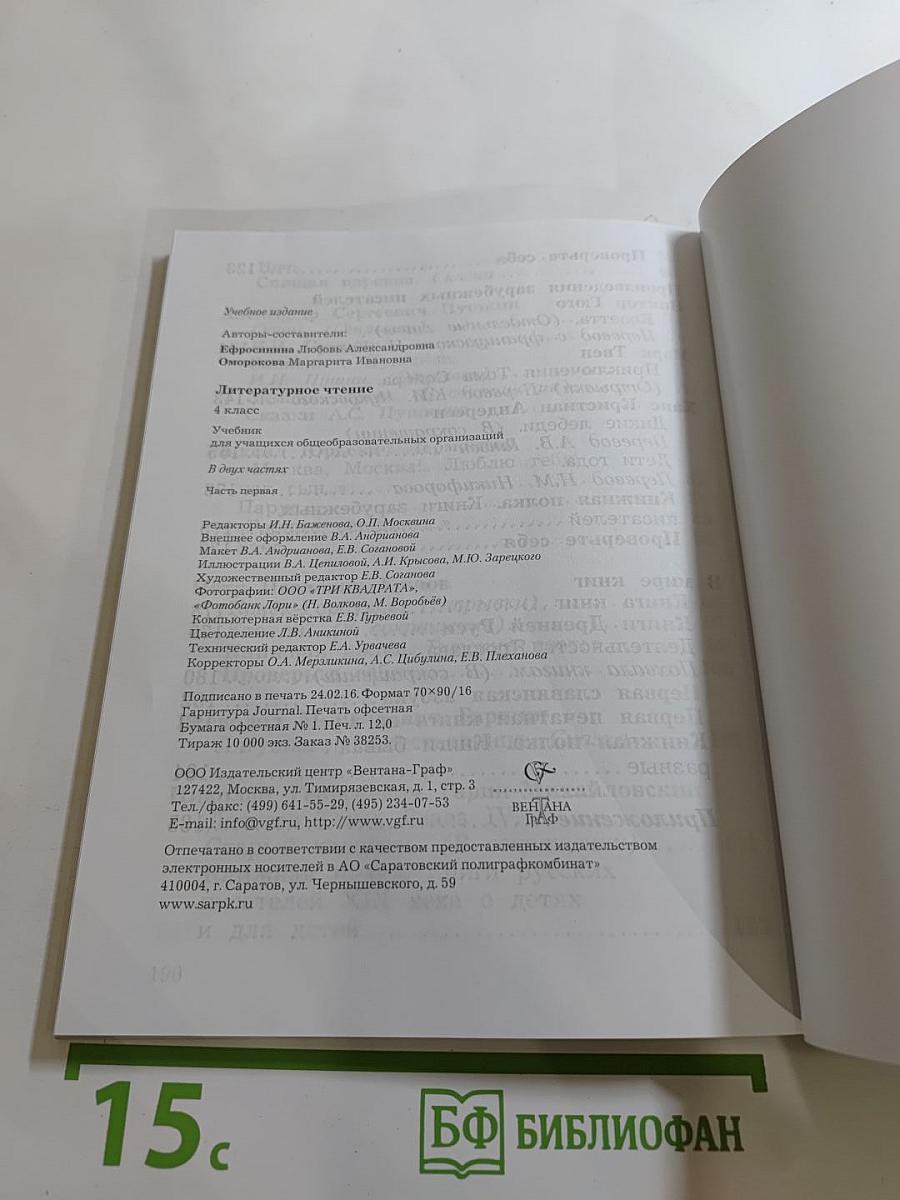 Учебное издание
Авторы-составители:
Ефросинина Любовь Александровна
Оморокова Маргарита Ивановна
Литературное чтение
4 класс
Учебник
для учащихся общеобразовательных организаций
В двух частях
Часть первая
Редакторы И.Н. Баженова, О.П. Москвина
Внешнее оформление В.А. Андрианова
Макет В.А. Андрианова, Е.В. Согановой
Иллюстрации В.А. Цепиловой, А.И. Крысова, М.Ю. Зарецкого
Художественный редактор Е.В. Соганова
Фотографии: ООО «ТРИ КВАДРАТА»,
«Фотобанк Лори» (Н. Волкова, М. Воробьёв)
Компьютерная вёрстка Е.В. Гурьевой
Цветоделение Л.В. Аникиной
Технический редактор Е.А. Урвачева
Корректоры О.А. Мерзликина, А.С. Цибулина, Е.В. Плеханова
Подписано в печать 24.02.16. Формат 70×90/16
Гарнитура Journal. Печать офсетная
Бумага офсетная № 1. Печ. л. 12,0
Тираж 10 000 экз. Заказ № 38253.
ООО Издательский центр «Вентана-Граф»
127422, Москва, ул. Тимирязевская, д. 1, стр. 3
Тел./факс: (499) 641-55-29, (495) 234-07-53
E-mail: info@vgf.ru, http://www.vgf.ru
ИЗДАТЕЛЬСКИЙ ЦЕНТР
ВЕНТАНА
ГРАФ
Отпечатано в соответствии с качеством предоставленных издательством
электронных носителей в АО «Саратовский полиграфкомбинат»
410004, г. Саратов, ул. Чернышевского, д. 59
www.sarpk.ru
и для детей
190
15 с
БФ БИБЛИОФАН